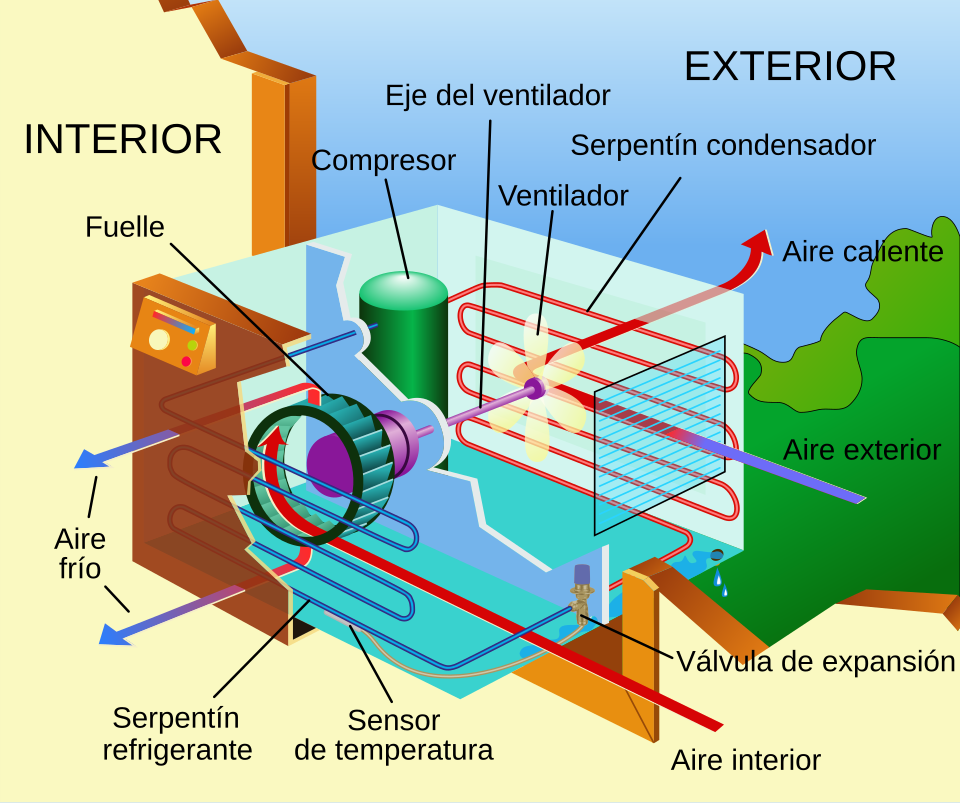 EXTERIOR
Eje del ventilador
INTERIOR
Serpentín condensador
Compresor
Ventilador
Fuelle
Aire caliente
Aire exterior
Aire
frío
Válvula de expansión
Serpentín
refrigerante
Sensor
de temperatura
Aire interior